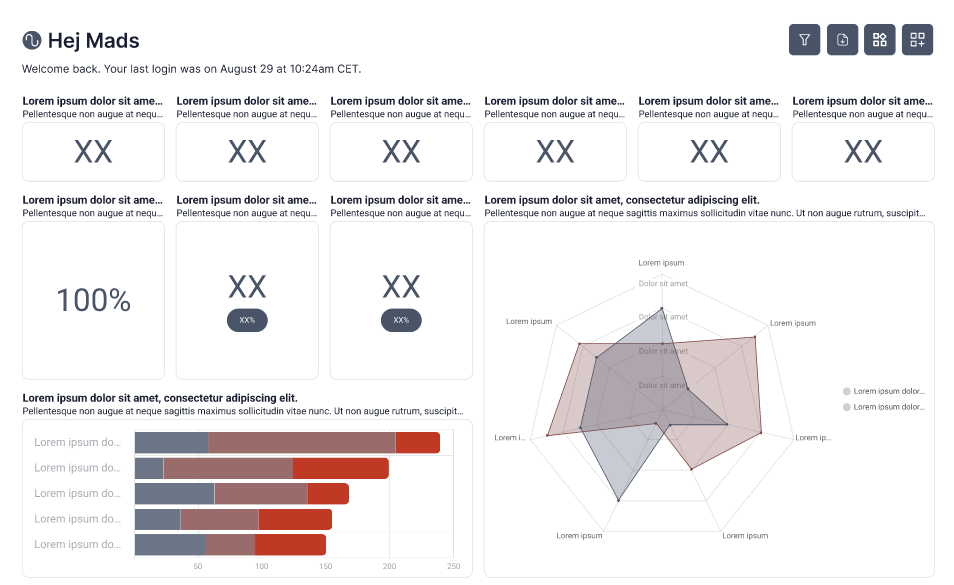 Hej Mads
Welcome back. Your last login was on August 29 at 10:24am CET.
Lorem ipsum dolor sit ame...
Pellentesque non augue at nequ...
XX
Lorem ipsum dolor sit ame...
Pellentesque non augue at nequ...
XX
Lorem ipsum dolor sit ame...
Pellentesque non augue at nequ...
XX
Lorem ipsum dolor sit ame...
Pellentesque non augue at nequ...
XX
Lorem ipsum dolor sit ame...
Pellentesque non augue at nequ...
XX
Lorem ipsum dolor sit ame...
Pellentesque non augue at nequ...
XX
Lorem ipsum dolor sit ame...
Pellentesque non augue at nequ...
100%
Lorem ipsum dolor sit ame...
Pellentesque non augue at nequ...
XX
XX%
Lorem ipsum dolor sit ame...
Pellentesque non augue at nequ...
XX
XX%
Lorem ipsum dolor sit amet, consectetur adipiscing elit.
Pellentesque non augue at neque sagittis maximus sollicitudin vitae nunc. Ut non augue rutrum, suscipit...
Lorem ipsum
Dolor sit amet
Dolor sit amet
Dolor sit amet
Dolor sit amet
Lorem ipsum
Lorem ipsum
Lorem i...
Lorem ip...
Lorem ipsum
Lorem ipsum
Lorem ipsum dolor...
Lorem ipsum dolor...
Lorem ipsum dolor sit amet, consectetur adipiscing elit.
Pellentesque non augue at neque sagittis maximus sollicitudin vitae nunc. Ut non augue rutrum, suscipit...
Lorem ipsum do...
Lorem ipsum do...
Lorem ipsum do...
Lorem ipsum do...
Lorem ipsum do...
50
100
150
200
250